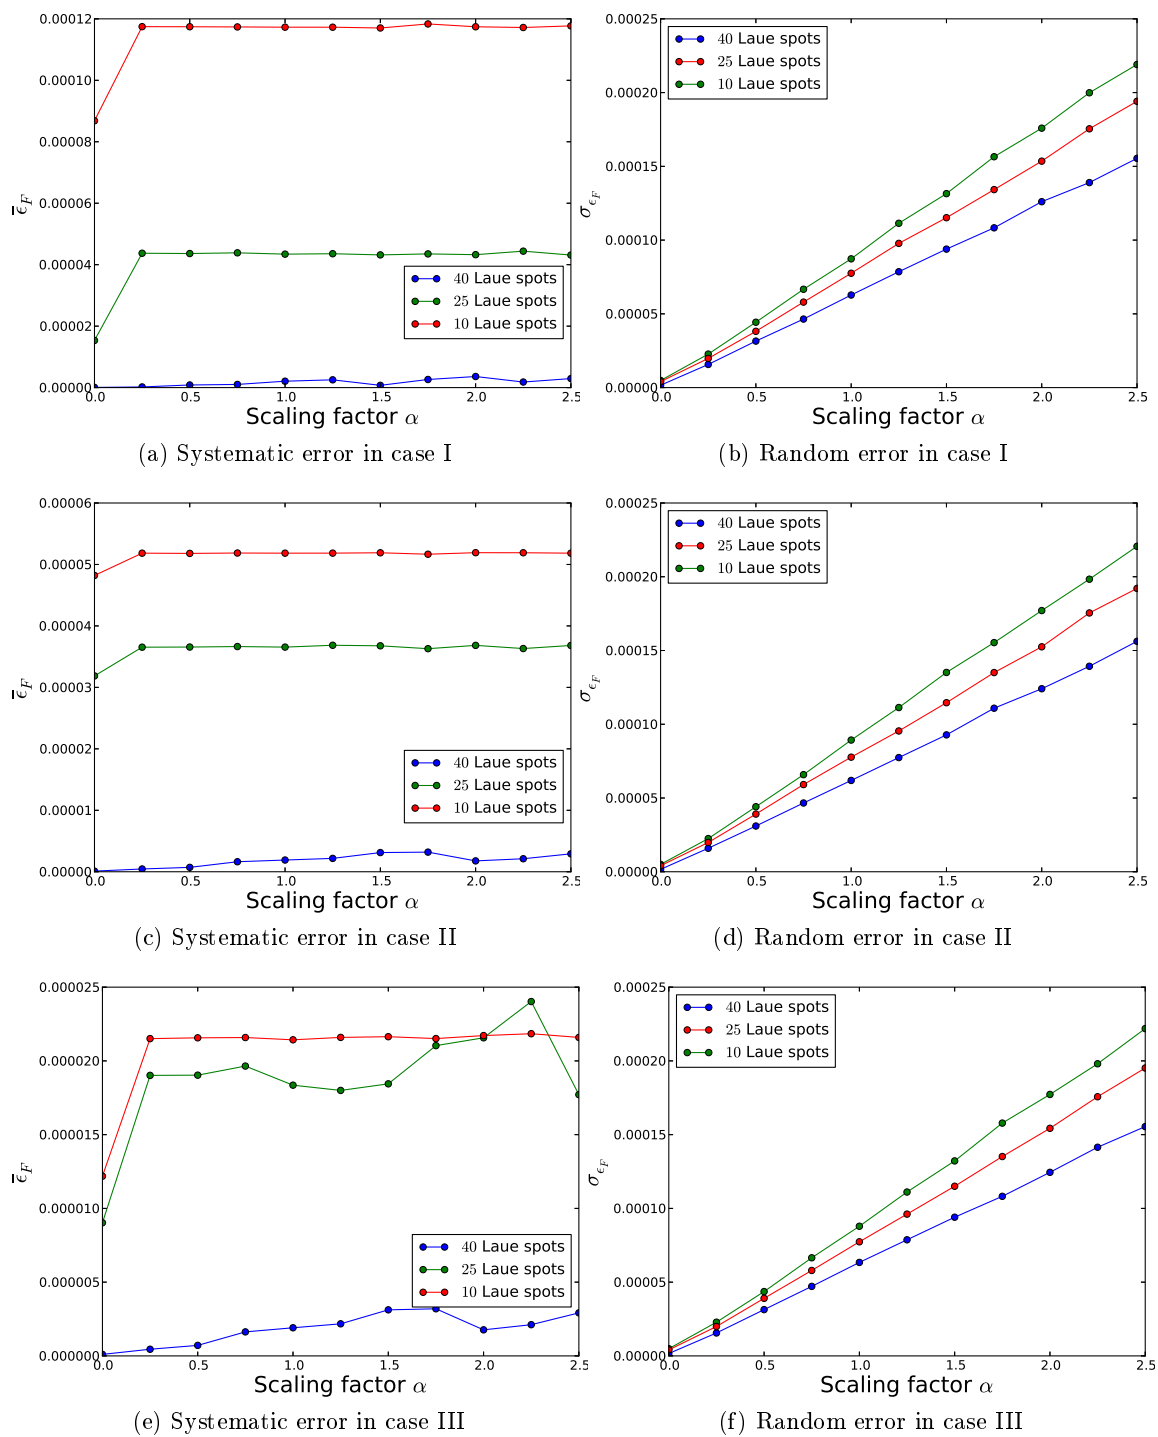 0.00012
0.00010
0.00008
0.00006
0.00004
0.00002
0.00000
0.0 0.5 1.0 1.5 2.0 2.5
Scaling factor α
ϵ̅_F
40 Laue spots
25 Laue spots
10 Laue spots
(a) Systematic error in case I
0.00025
0.00020
0.00015
0.00010
0.00005
0.00000
0.0 0.5 1.0 1.5 2.0 2.5
Scaling factor α
σ_{ϵ_F}
40 Laue spots
25 Laue spots
10 Laue spots
(b) Random error in case I
0.00006
0.00005
0.00004
0.00003
0.00002
0.00001
0.00000
0.0 0.5 1.0 1.5 2.0 2.5
Scaling factor α
ϵ̅_F
40 Laue spots
25 Laue spots
10 Laue spots
(c) Systematic error in case II
0.00025
0.00020
0.00015
0.00010
0.00005
0.00000
0.0 0.5 1.0 1.5 2.0 2.5
Scaling factor α
σ_{ϵ_F}
40 Laue spots
25 Laue spots
10 Laue spots
(d) Random error in case II
0.000025
0.000020
0.000015
0.000010
0.000005
0.000000
0.0 0.5 1.0 1.5 2.0 2.5
Scaling factor α
ϵ̅_F
40 Laue spots
25 Laue spots
10 Laue spots
(e) Systematic error in case III
0.00025
0.00020
0.00015
0.00010
0.00005
0.00000
0.0 0.5 1.0 1.5 2.0 2.5
Scaling factor α
σ_{ϵ_F}
40 Laue spots
25 Laue spots
10 Laue spots
(f) Random error in case III